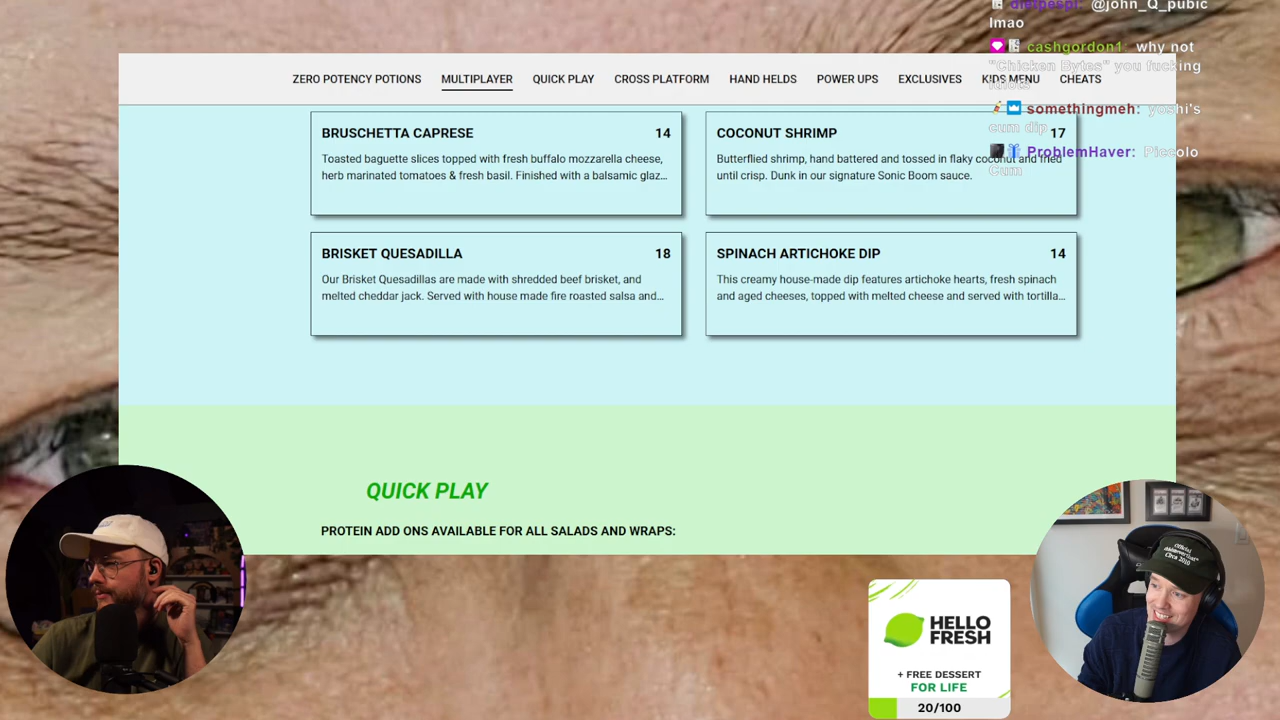 dietpespi: @john_Q_pubic
lmao
cashgordon1: why not
"Chicken Bytes" you fucking
idiots
somethingmeh: yoshi's
cum dip
ProblemHaver: Piccolo
Cum
ZERO POTENCY POTIONS MULTIPLAYER QUICK PLAY CROSS PLATFORM HAND HELDS POWER UPS EXCLUSIVES KIDS MENU CHEATS
BRUSCHETTA CAPRESE 14
Toasted baguette slices topped with fresh buffalo mozzarella cheese,
herb marinated tomatoes & fresh basil. Finished with a balsamic glaz...
COCONUT SHRIMP 17
Butterflied shrimp, hand battered and tossed in flaky coconut and fried
until crisp. Dunk in our signature Sonic Boom sauce.
BRISKET QUESADILLA 18
Our Brisket Quesadillas are made with shredded beef brisket, and
melted cheddar jack. Served with house made fire roasted salsa and...
SPINACH ARTICHOKE DIP 14
This creamy house-made dip features artichoke hearts, fresh spinach
and aged cheeses, topped with melted cheese and served with tortilla...
QUICK PLAY
PROTEIN ADD ONS AVAILABLE FOR ALL SALADS AND WRAPS:
HELLO
FRESH
+ FREE DESSERT
FOR LIFE
20/100